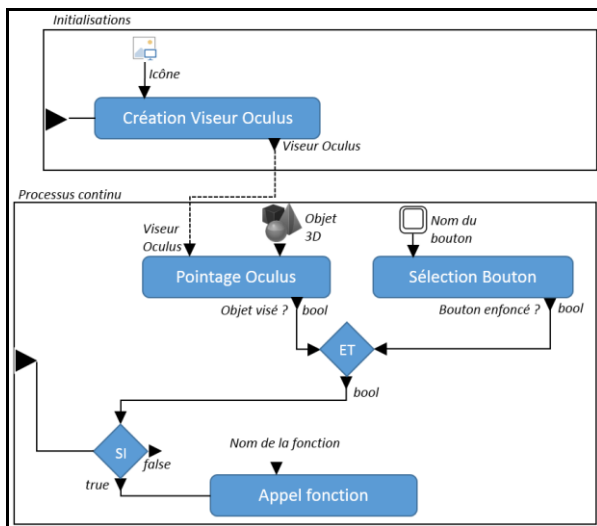 Initialisations
Icône
Création Viseur Oculus
Viseur Oculus
Processus continu
Viseur
Oculus
Objet
3D
Nom du
bouton
Pointage Oculus
Sélection Bouton
Objet visé ?
bool
Bouton enfoncé ?
bool
ET
bool
SI
false
true
Nom de la fonction
Appel fonction